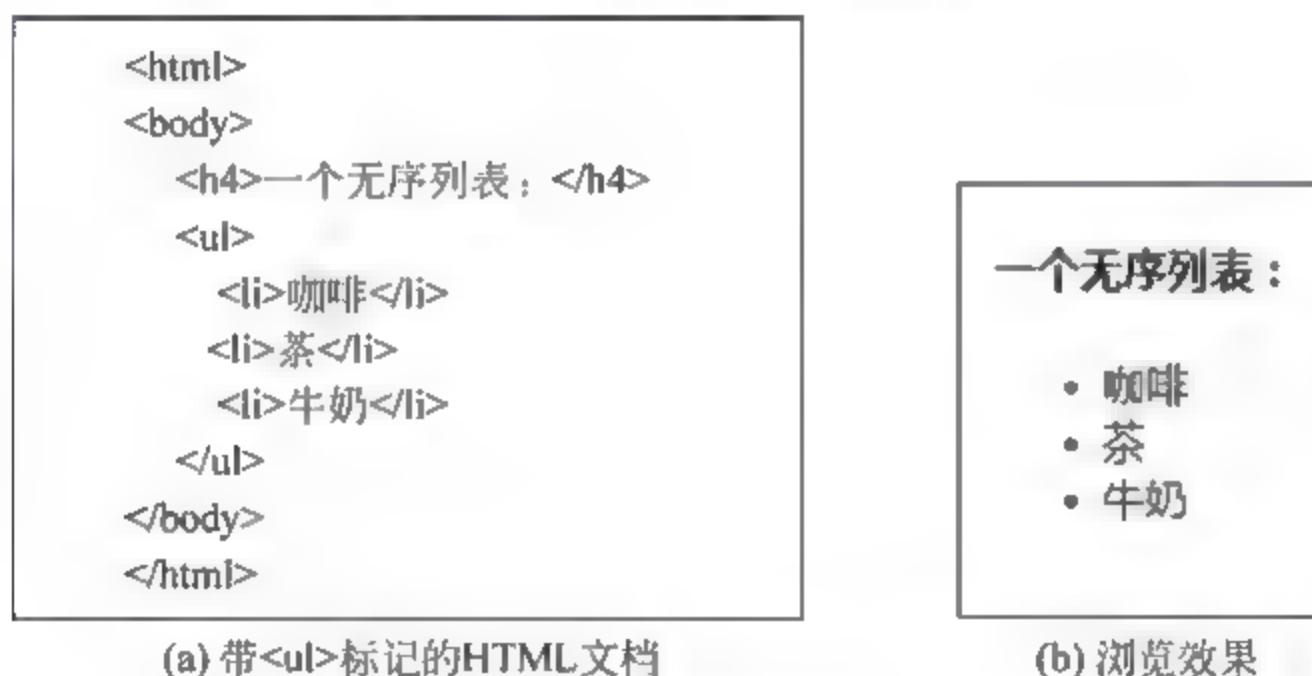 <html>
<body>
<h4>一个无序列表：</h4>
<ul>
<li>咖啡</li>
<li>茶</li>
<li>牛奶</li>
</ul>
</body>
</html>
(a) 带<ul>标记的HTML文档
一个无序列表：
• 咖啡
• 茶
• 牛奶
(b) 浏览效果